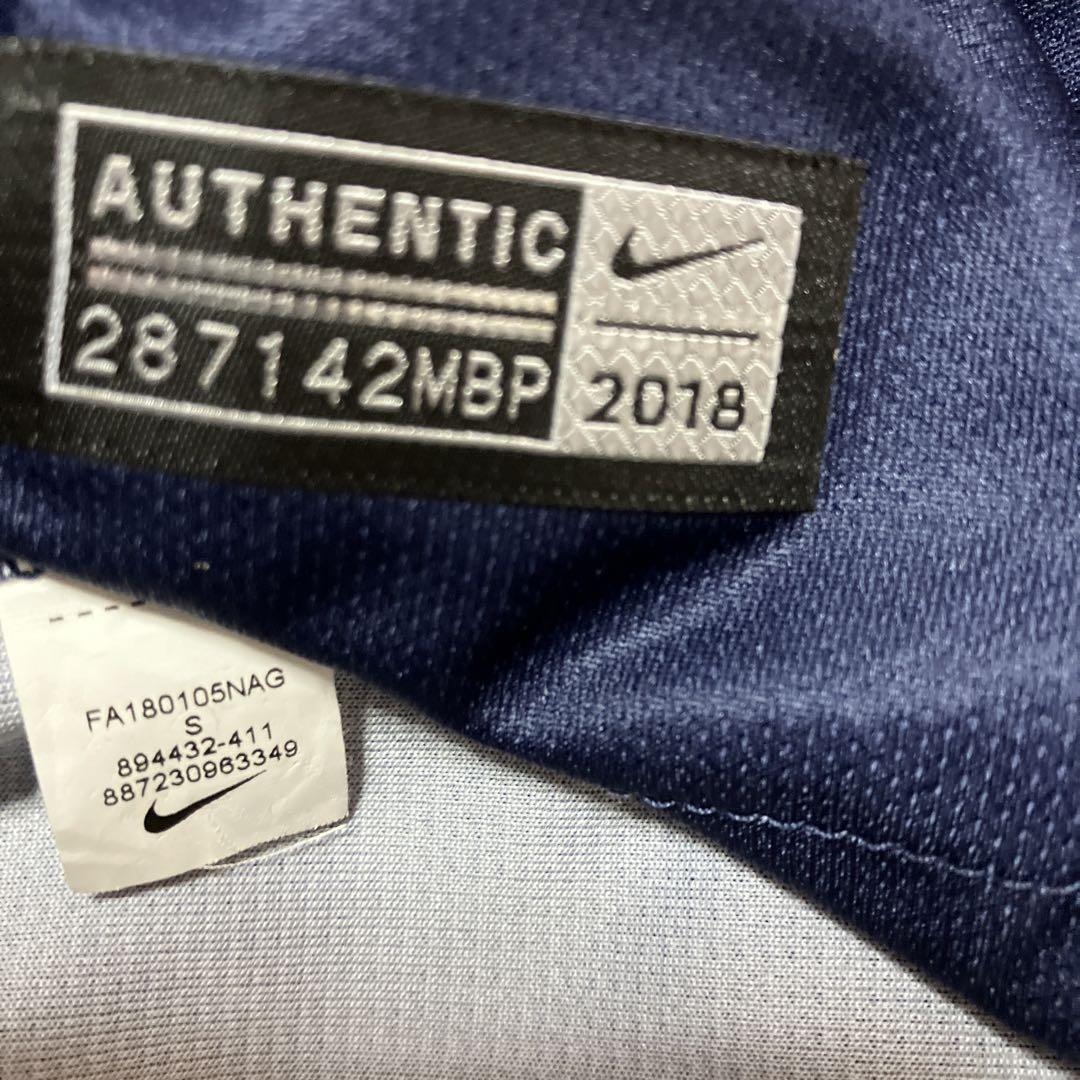 AUTHENTIC
287142MBP
2018
FA180105NAG
S
894432-411
887230963349